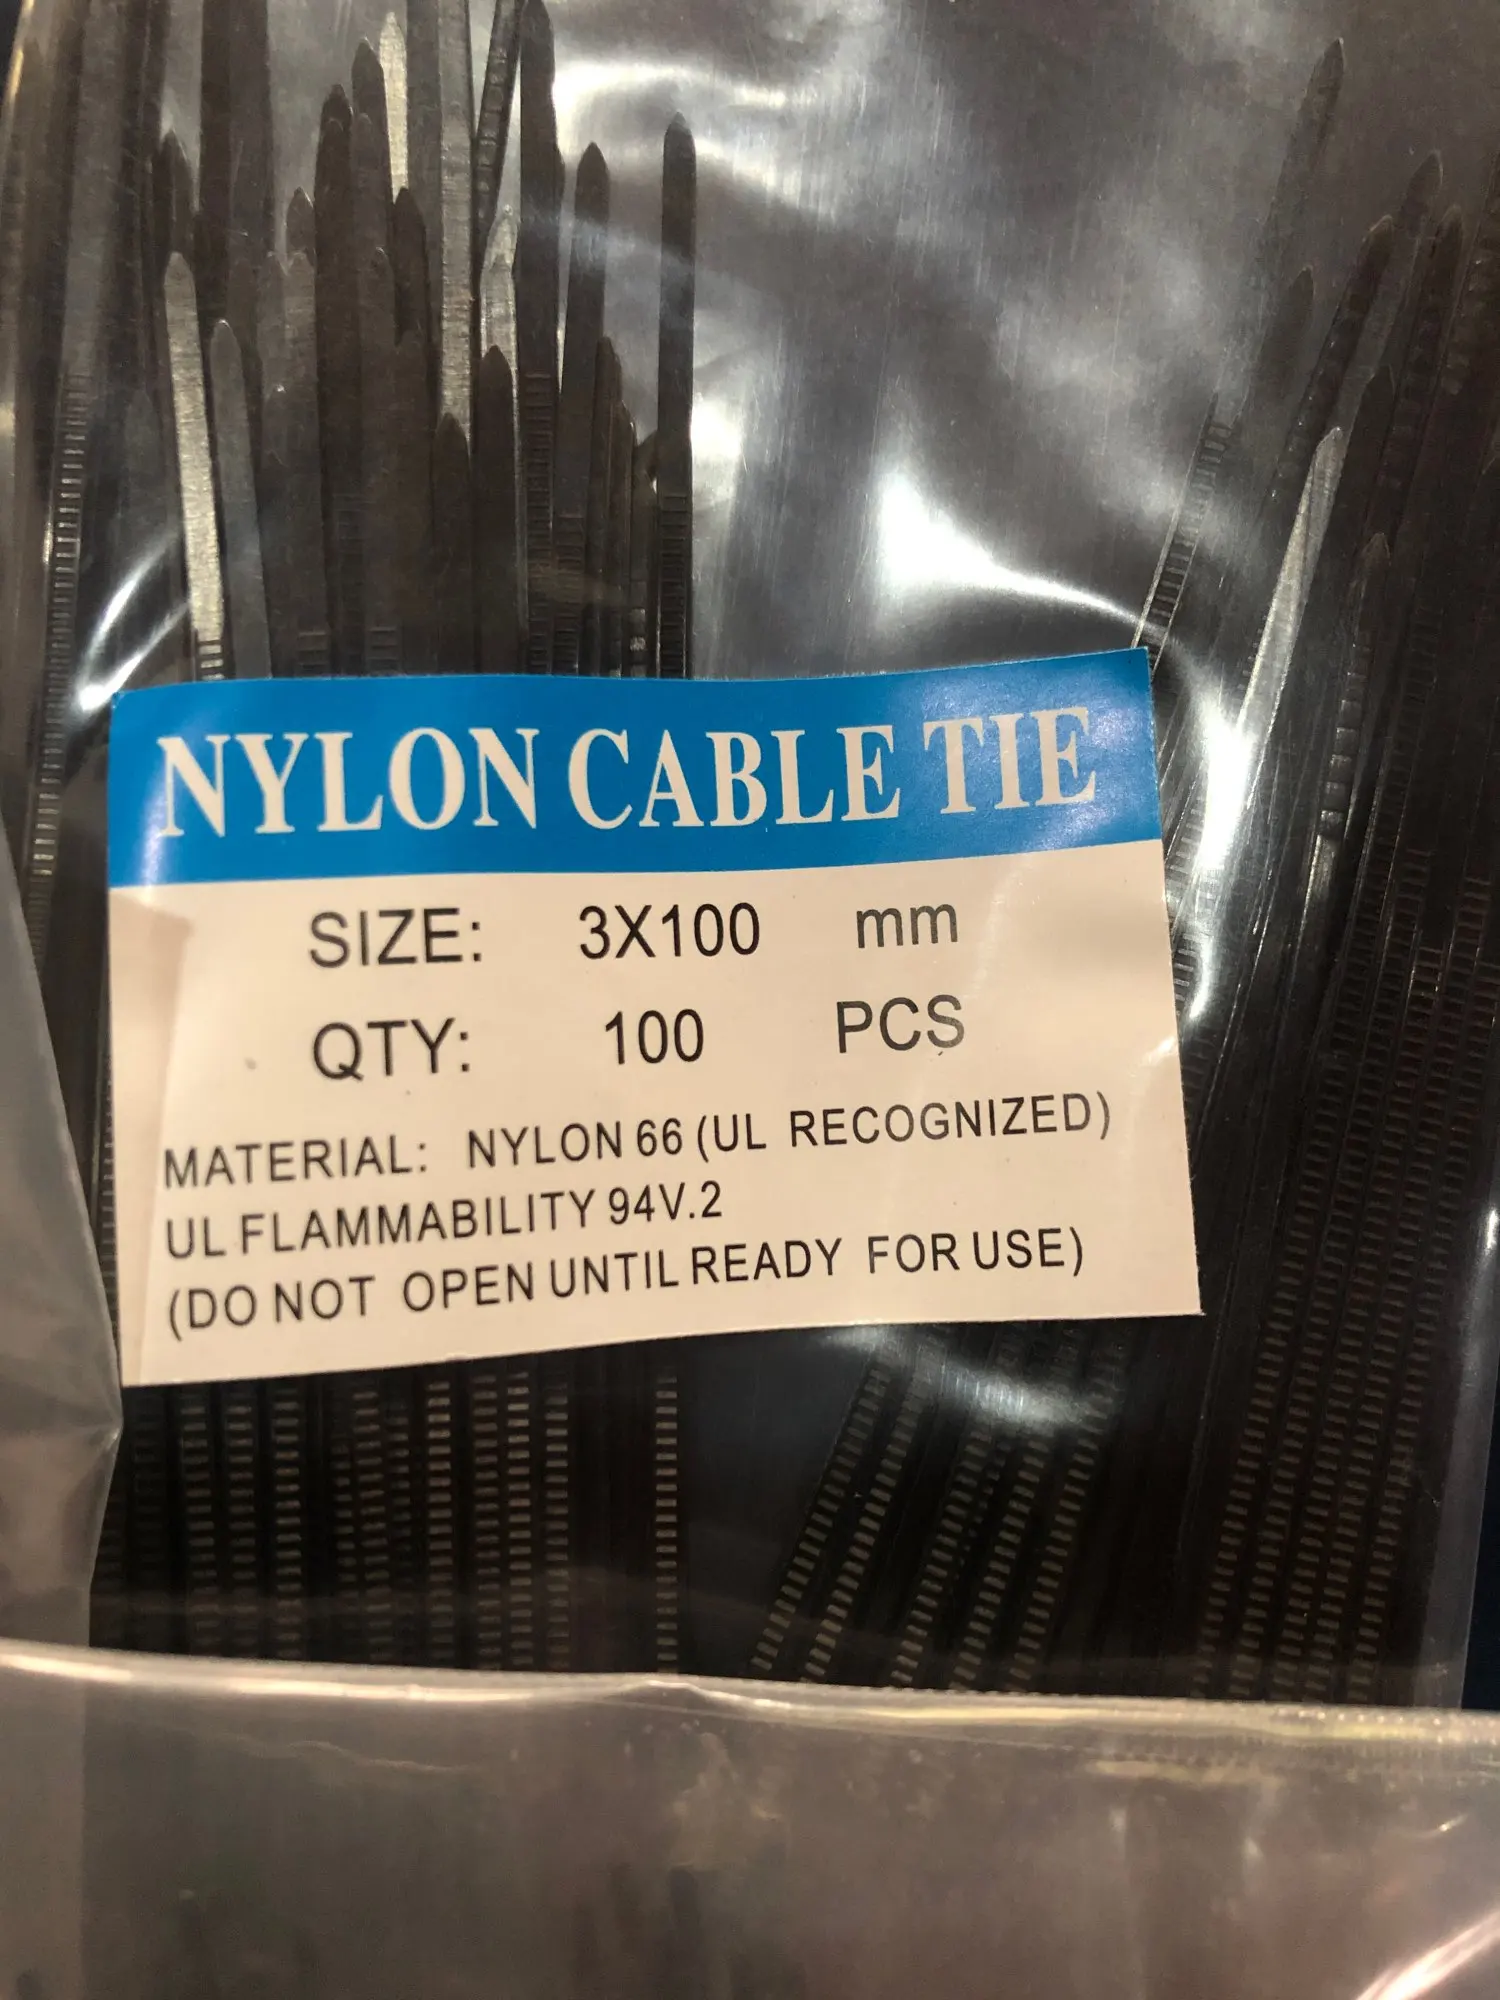 NYLON CABLE TIE
SIZE: 3X100 mm
QTY: 100 PCS
MATERIAL: NYLON 66 (UL RECOGNIZED)
UL FLAMMABILITY 94V.2
(DO NOT OPEN UNTIL READY FOR USE)